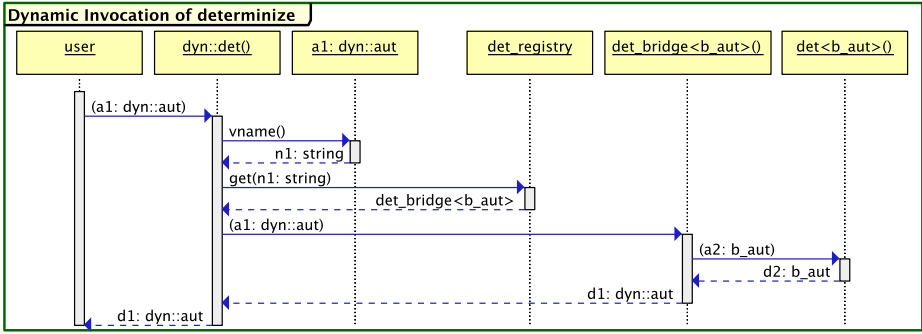 Dynamic Invocation of determinize
user
dyn::det()
a1: dyn::aut
det_registry
det_bridge<b_aut>()
det<b_aut>()
(a1: dyn::aut)
vname()
n1: string
get(n1: string)
det_bridge<b_aut>
(a1: dyn::aut)
(a2: b_aut)
d2: b_aut
d1: dyn::aut
d1: dyn::aut